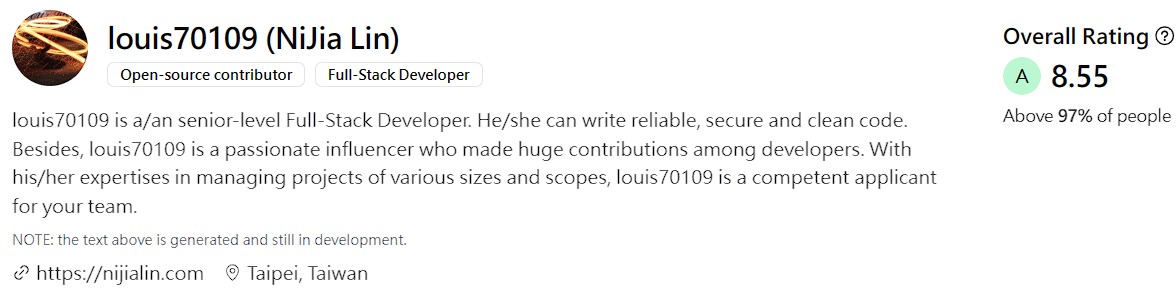 louis70109 (NiJia Lin)
Open-source contributor
Full-Stack Developer
louis70109 is a/an senior-level Full-Stack Developer. He/she can write reliable, secure and clean code.
Besides, louis70109 is a passionate influencer who made huge contributions among developers. With
his/her expertises in managing projects of various sizes and scopes, louis70109 is a competent applicant
for your team.
NOTE: the text above is generated and still in development.
https://nijialin.com
Taipei, Taiwan
Overall Rating ?
A 8.55
Above 97% of people